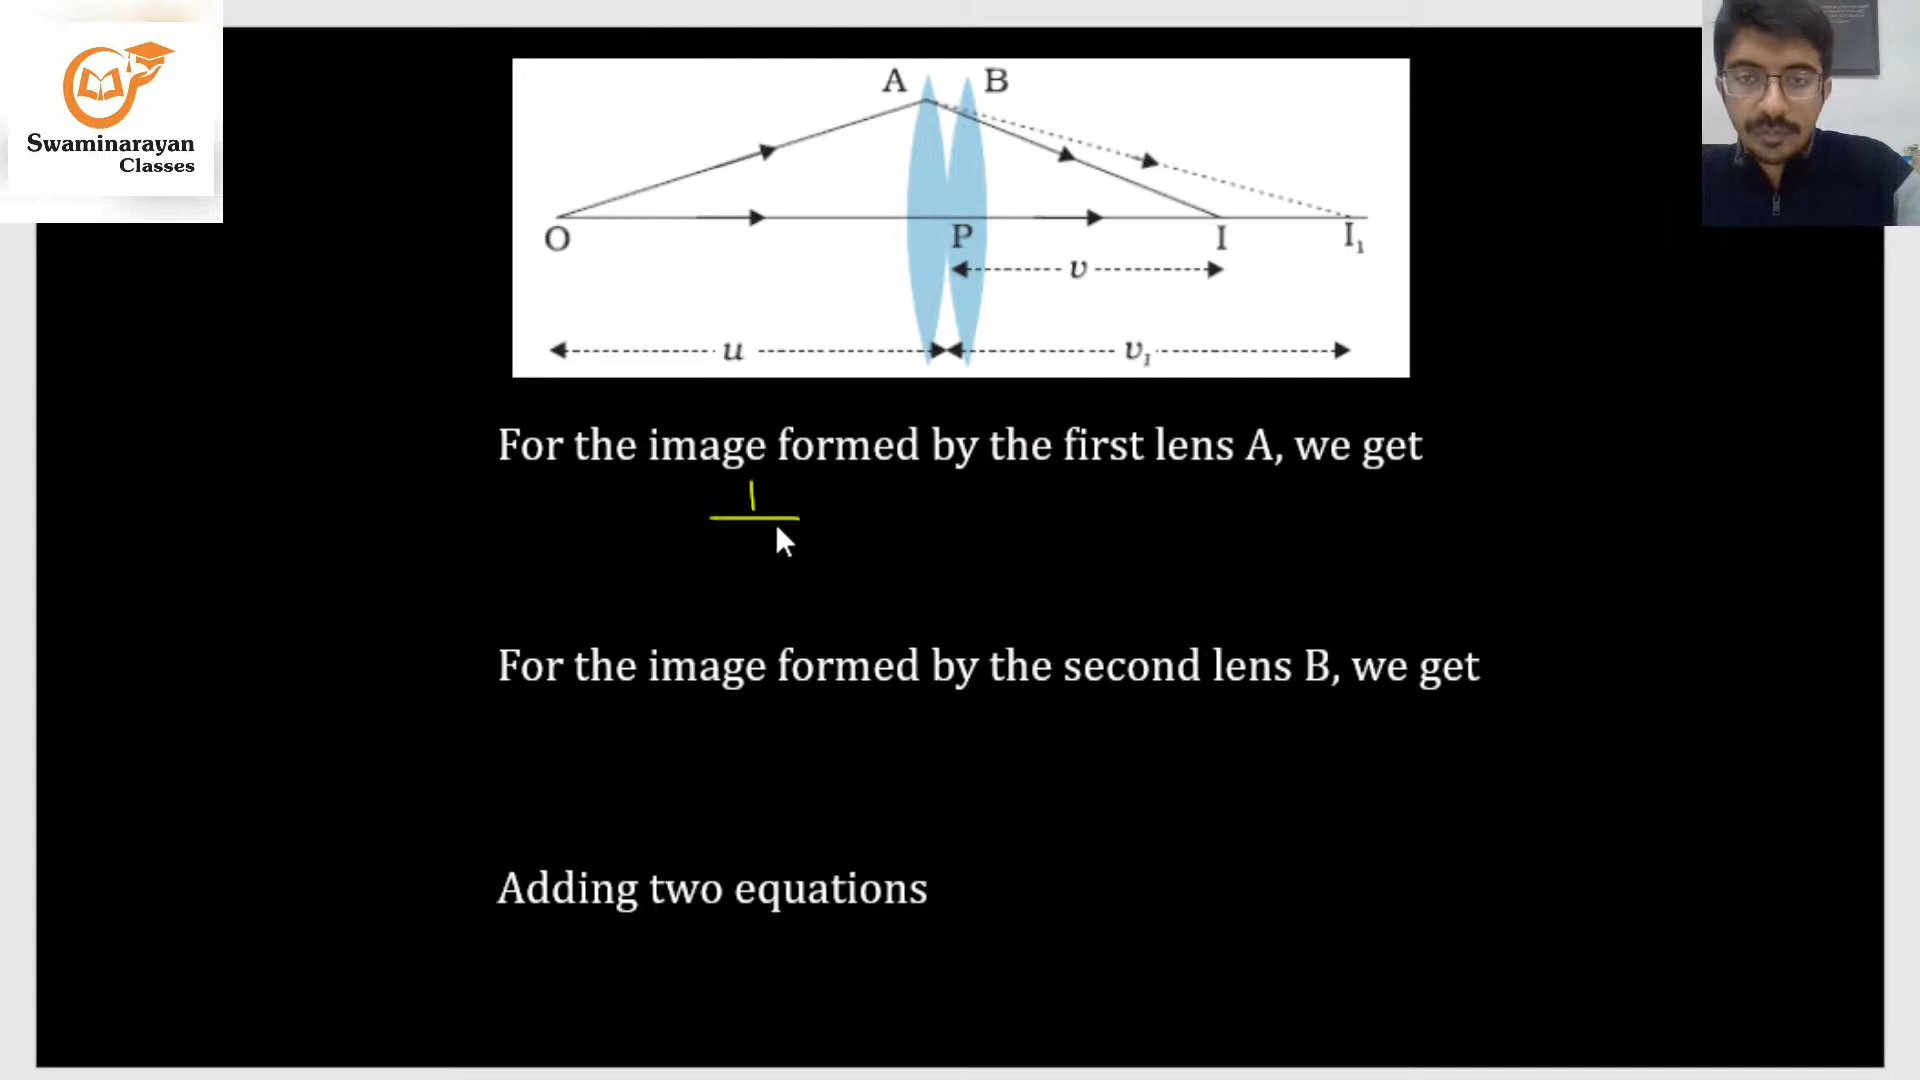 Swaminarayan
Classes
A B
O P I I₁
v
u v₁
For the image formed by the first lens A, we get
1
For the image formed by the second lens B, we get
Adding two equations